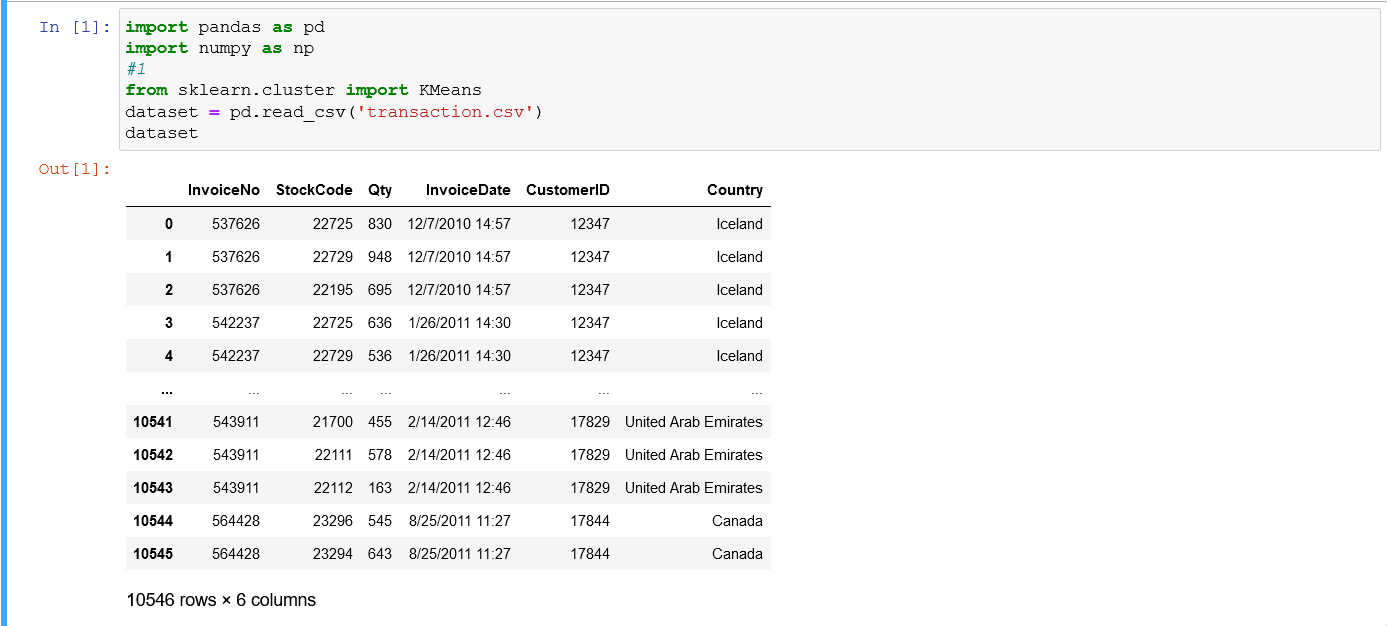 In [1]: import pandas as pd
import numpy as np
#1
from sklearn.cluster import KMeans
dataset = pd.read_csv('transaction.csv')
dataset
Out[1]:
InvoiceNo StockCode Qty InvoiceDate CustomerID Country
0 537626 22725 830 12/7/2010 14:57 12347 Iceland
1 537626 22729 948 12/7/2010 14:57 12347 Iceland
2 537626 22195 695 12/7/2010 14:57 12347 Iceland
3 542237 22725 636 1/26/2011 14:30 12347 Iceland
4 542237 22729 536 1/26/2011 14:30 12347 Iceland
... ... ... ... ... ... ...
10541 543911 21700 455 2/14/2011 12:46 17829 United Arab Emirates
10542 543911 22111 578 2/14/2011 12:46 17829 United Arab Emirates
10543 543911 22112 163 2/14/2011 12:46 17829 United Arab Emirates
10544 564428 23296 545 8/25/2011 11:27 17844 Canada
10545 564428 23294 643 8/25/2011 11:27 17844 Canada
10546 rows × 6 columns